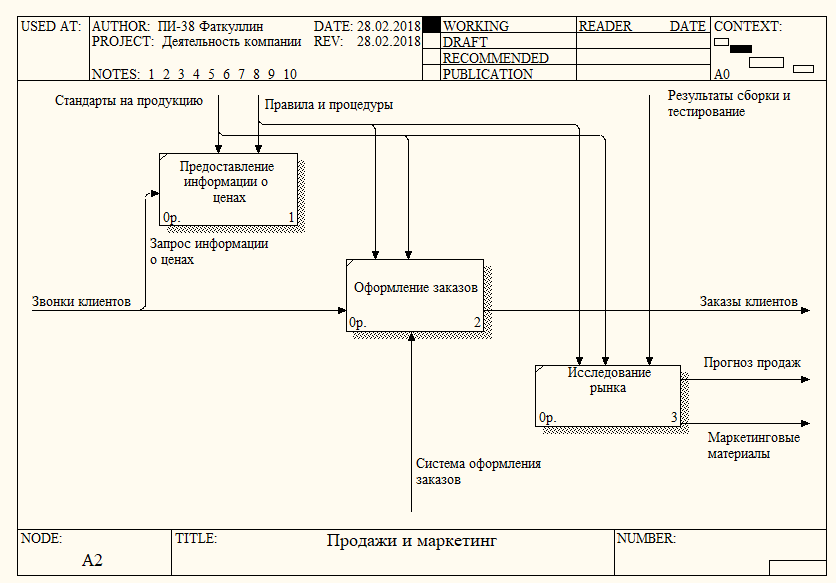 USED AT:
AUTHOR: ПИ-38 Фаткуллин
DATE: 28.02.2018
PROJECT: Деятельность компании
REV: 28.02.2018
NOTES: 1 2 3 4 5 6 7 8 9 10
WORKING
DRAFT
RECOMMENDED
PUBLICATION
READER DATE
CONTEXT:
A0
Стандарты на продукцию
Правила и процедуры
Результаты сборки и
тестирование
Предоставление
информации о
ценах
0р. 1
Запрос информации
о ценах
Звонки клиентов
Оформление заказов
0р. 2
Заказы клиентов
Исследование
рынка
0р. 3
Прогноз продаж
Маркетинговые
материалы
Система оформления
заказов
NODE:
A2
TITLE:
Продажи и маркетинг
NUMBER: